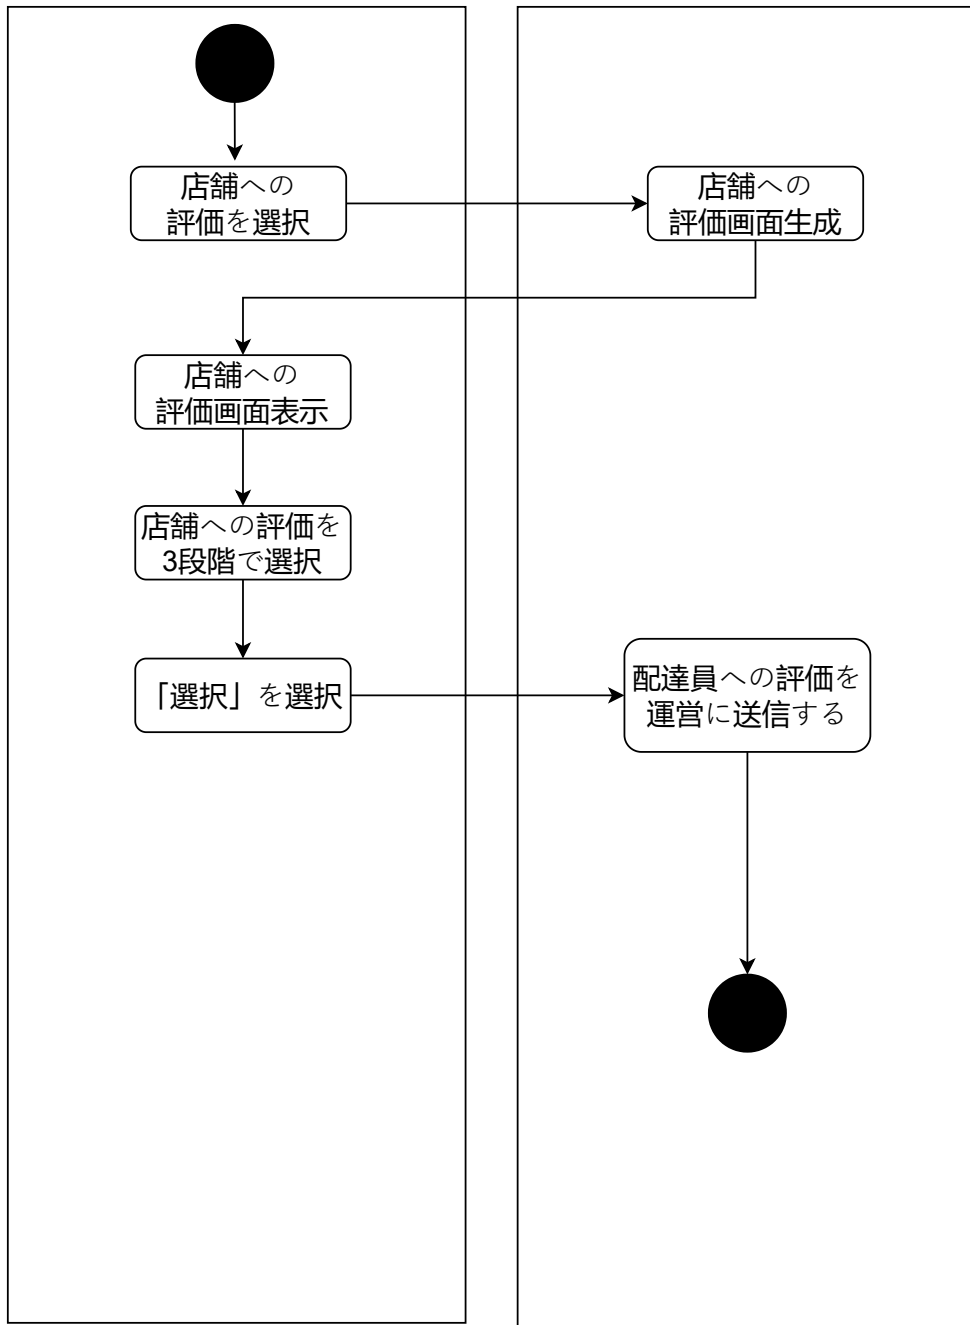 店舗への
評価を選択
店舗への
評価画面生成
店舗への
評価画面表示
店舗への評価を
3段階で選択
「選択」を選択
配達員への評価を
運営に送信する